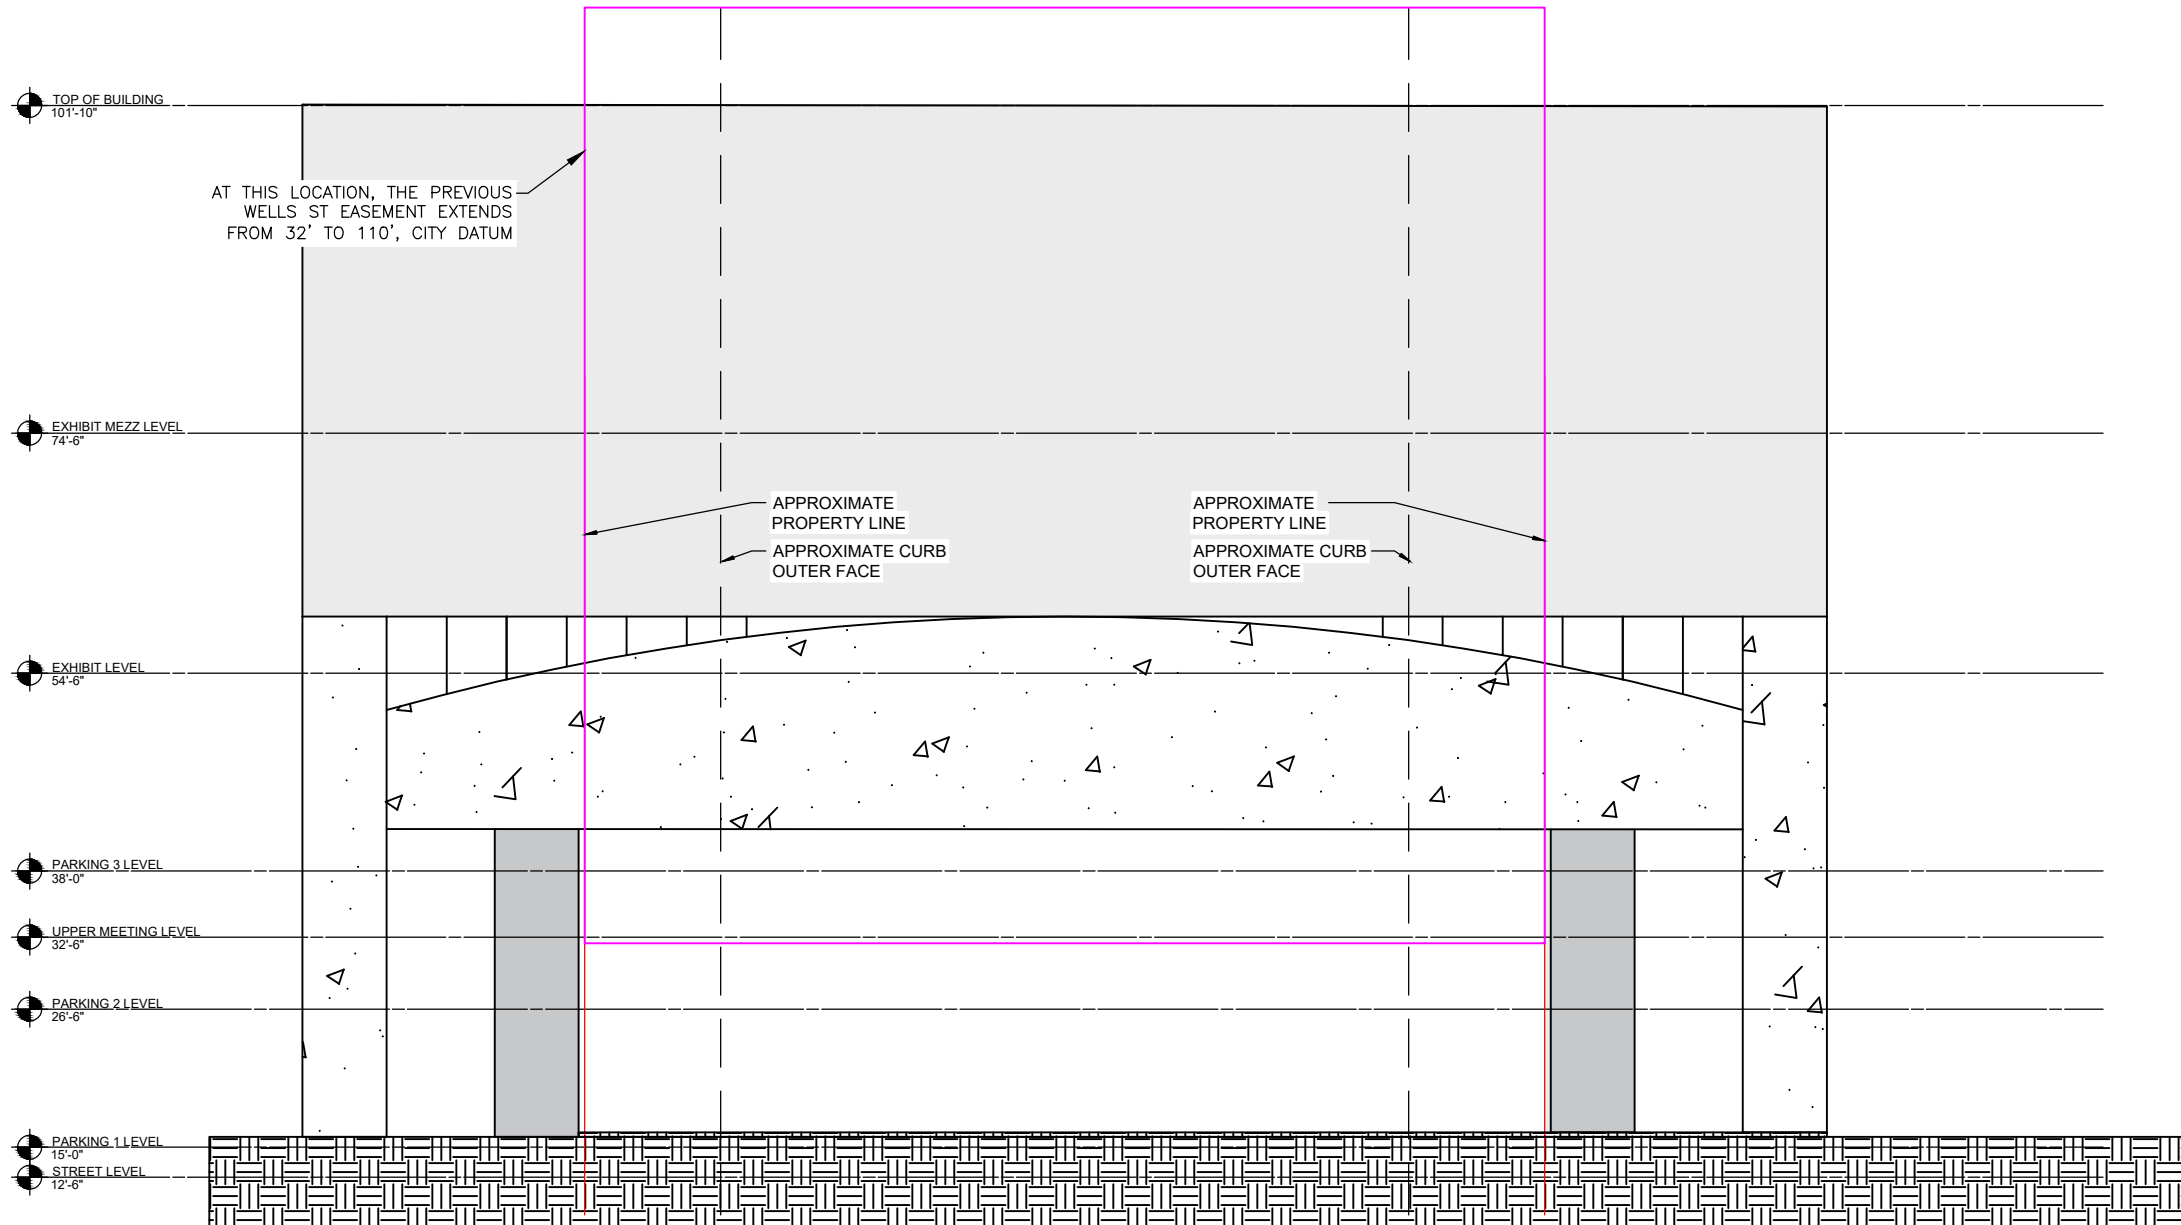 TOP OF BUILDING
101'-10"
AT THIS LOCATION, THE PREVIOUS
WELLS ST EASEMENT EXTENDS
FROM 32' TO 110', CITY DATUM
EXHIBIT MEZZ LEVEL
74'-6"
APPROXIMATE
PROPERTY LINE
APPROXIMATE CURB
OUTER FACE
APPROXIMATE
PROPERTY LINE
APPROXIMATE CURB
OUTER FACE
EXHIBIT LEVEL
54'-6"
PARKING 3 LEVEL
38'-0"
UPPER MEETING LEVEL
32'-6"
PARKING 2 LEVEL
26'-6"
PARKING 1 LEVEL
15'-0"
STREET LEVEL
12'-6"